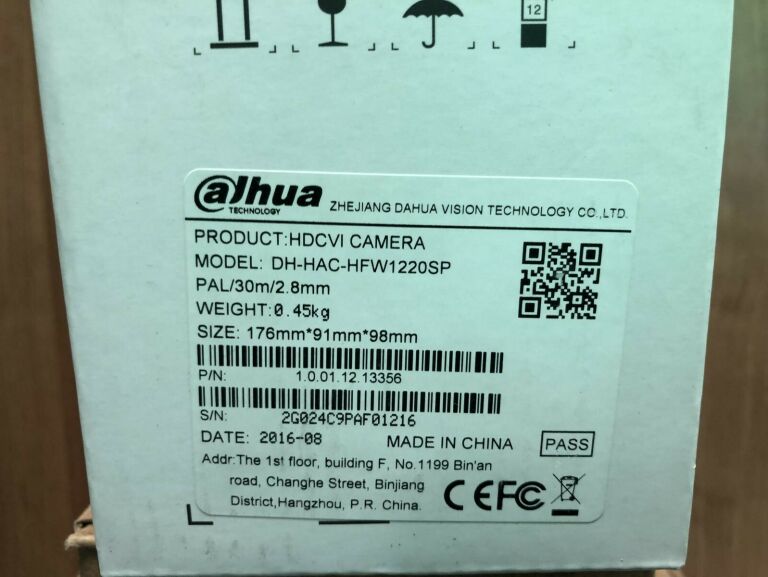 12
alhua
TECHNOLOGY
ZHEJIANG DAHUA VISION TECHNOLOGY CO.,LTD.
PRODUCT:HDCVI CAMERA
MODEL: DH-HAC-HFW1220SP
PAL/30m/2.8mm
WEIGHT:0.45kg
SIZE: 176mm*91mm*98mm
P/N: 1.0.01.12.13356
S/N: 2G024C9PAF01216
DATE: 2016-08 MADE IN CHINA PASS
Addr:The 1st floor, building F, No.1199 Bin'an
road, Changhe Street, Binjiang
District,Hangzhou, P.R. China.
CE FC